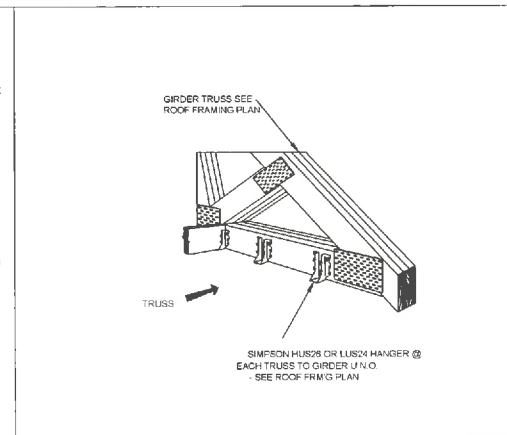 GIRDER TRUSS SEE
ROOF FRAMING PLAN
TRUSS
SIMPSON HUS26 OR LUS24 HANGER @
EACH TRUSS TO GIRDER U.N.O.
- SEE ROOF FRM'G PLAN